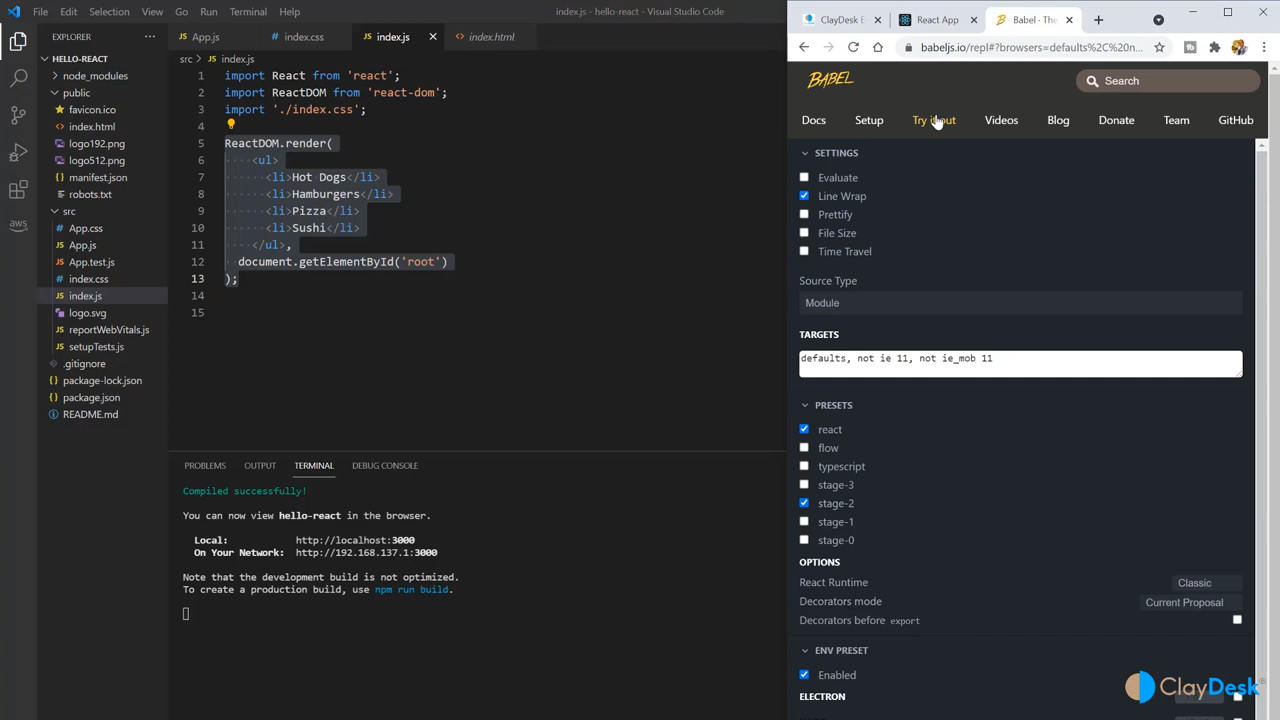 File Edit Selection View Go Run Terminal Help
index.js - hello-react - Visual Studio Code
EXPLORER
HELLO-REACT
node_modules
public
favicon.ico
index.html
logo192.png
logo512.png
manifest.json
robots.txt
src
App.css
App.js
App.test.js
index.css
index.js
logo.svg
reportWebVitals.js
setupTests.js
.gitignore
package-lock.json
package.json
README.md
aws
App.js index.css index.js index.html
src > index.js
1 import React from 'react';
2 import ReactDOM from 'react-dom';
3 import './index.css';
4
5 ReactDOM.render(
6 <ul>
7 <li>Hot Dogs</li>
8 <li>Hamburgers</li>
9 <li>Pizza</li>
10 <li>Sushi</li>
11 </ul>,
12 document.getElementById('root')
13 );
14
15
PROBLEMS OUTPUT TERMINAL DEBUG CONSOLE
Compiled successfully!
You can now view hello-react in the browser.
Local: http://localhost:3000
On Your Network: http://192.168.137.1:3000
Note that the development build is not optimized.
To create a production build, use npm run build.
ClayDesk E React App Babel · The
babeljs.io/repl#?browsers=defaults%2C%20n...
BABEL
Search
Docs Setup Try it out Videos Blog Donate Team GitHub
SETTINGS
Evaluate
Line Wrap
Prettify
File Size
Time Travel
Source Type
Module
TARGETS
defaults, not ie 11, not ie_mob 11
PRESETS
react
flow
typescript
stage-3
stage-2
stage-1
stage-0
OPTIONS
React Runtime Classic
Decorators mode Current Proposal
Decorators before export
ENV PRESET
Enabled
ELECTRON
ClayDesk